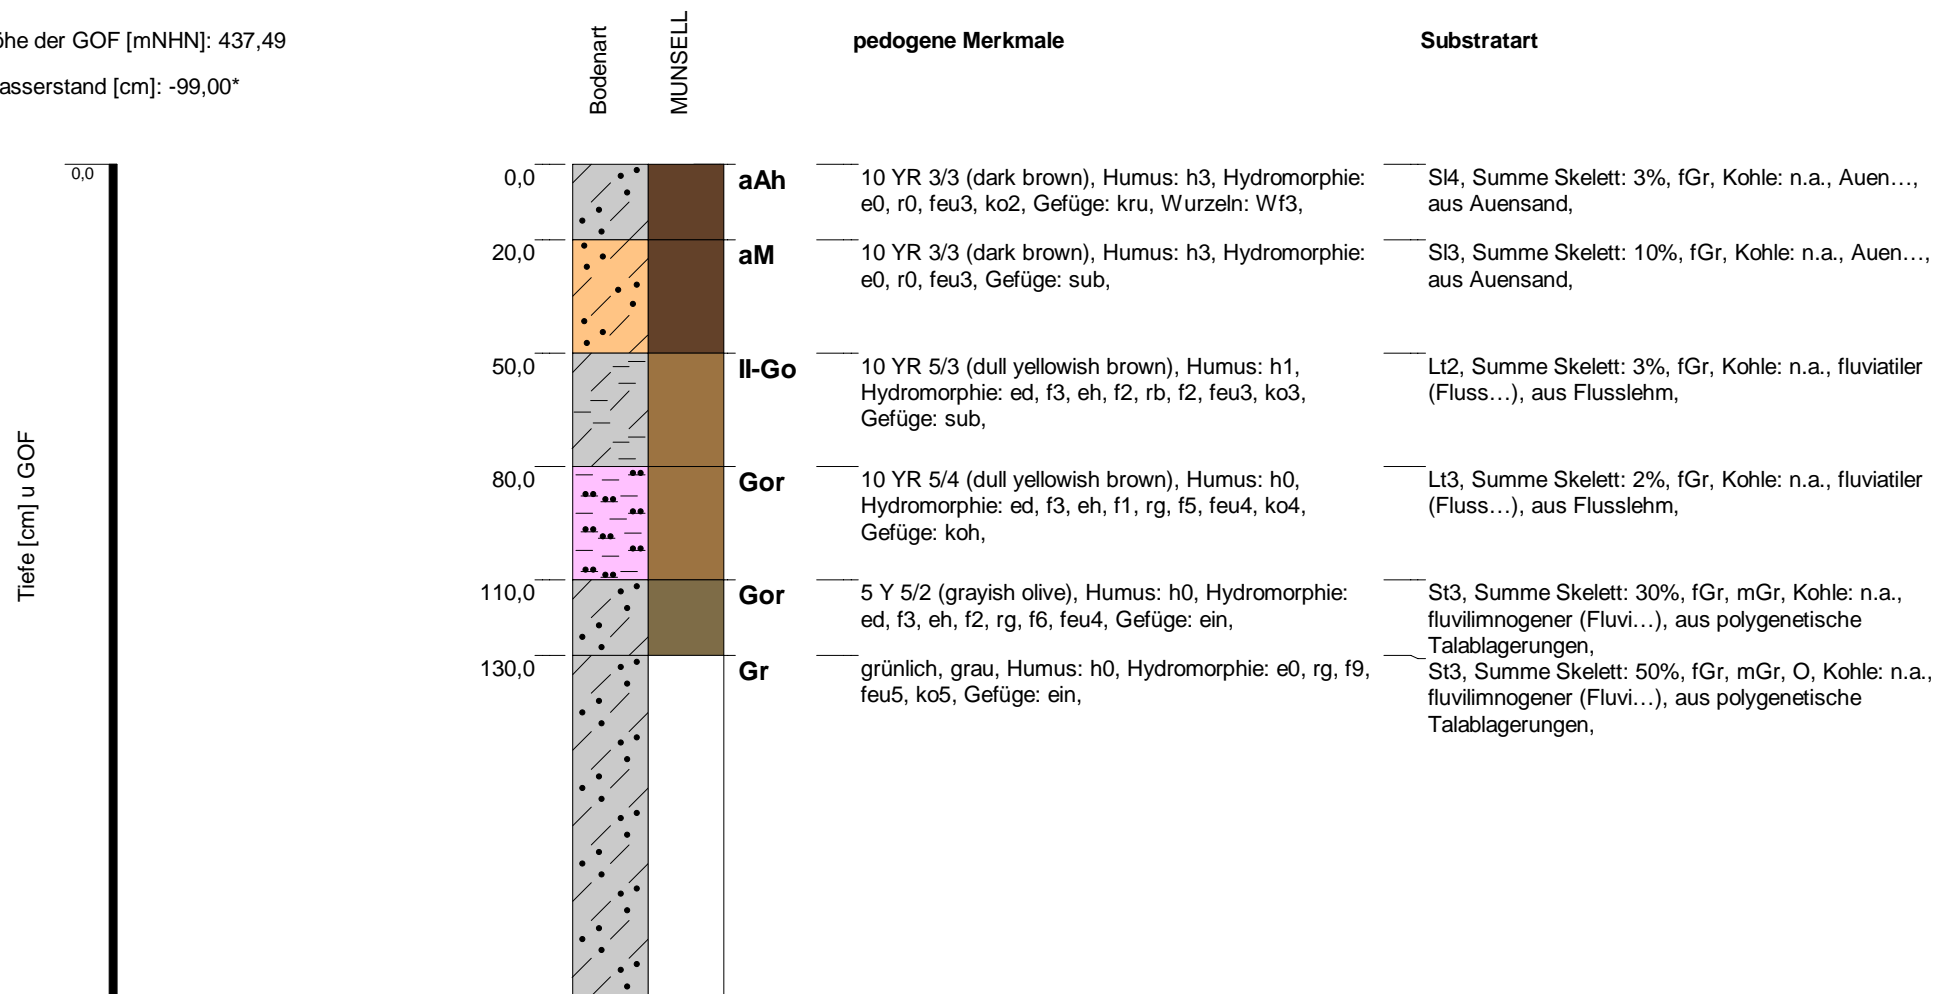 öhe der GOF [mNHN]: 437,49
asserstand [cm]: -99,00*
Bodenart
MUNSELL
pedogene Merkmale
Substratart
Tiefe [cm] u GOF
0,0
0,0
aAh
10 YR 3/3 (dark brown), Humus: h3, Hydromorphie:
e0, r0, feu3, ko2, Gefüge: kru, Wurzeln: Wf3,
Sl4, Summe Skelett: 3%, fGr, Kohle: n.a., Auen…,
aus Auensand,
20,0
aM
10 YR 3/3 (dark brown), Humus: h3, Hydromorphie:
e0, r0, feu3, Gefüge: sub,
Sl3, Summe Skelett: 10%, fGr, Kohle: n.a., Auen…,
aus Auensand,
50,0
II-Go
10 YR 5/3 (dull yellowish brown), Humus: h1,
Hydromorphie: ed, f3, eh, f2, rb, f2, feu3, ko3,
Gefüge: sub,
Lt2, Summe Skelett: 3%, fGr, Kohle: n.a., fluviatiler
(Fluss…), aus Flusslehm,
80,0
Gor
10 YR 5/4 (dull yellowish brown), Humus: h0,
Hydromorphie: ed, f3, eh, f1, rg, f5, feu4, ko4,
Gefüge: koh,
Lt3, Summe Skelett: 2%, fGr, Kohle: n.a., fluviatiler
(Fluss…), aus Flusslehm,
110,0
Gor
5 Y 5/2 (grayish olive), Humus: h0, Hydromorphie:
ed, f3, eh, f2, rg, f6, feu4, Gefüge: ein,
St3, Summe Skelett: 30%, fGr, mGr, Kohle: n.a.,
fluvilimnogener (Fluvi…), aus polygenetische
Talablagerungen,
130,0
Gr
grünlich, grau, Humus: h0, Hydromorphie: e0, rg, f9,
feu5, ko5, Gefüge: ein,
St3, Summe Skelett: 50%, fGr, mGr, O, Kohle: n.a.,
fluvilimnogener (Fluvi…), aus polygenetische
Talablagerungen,